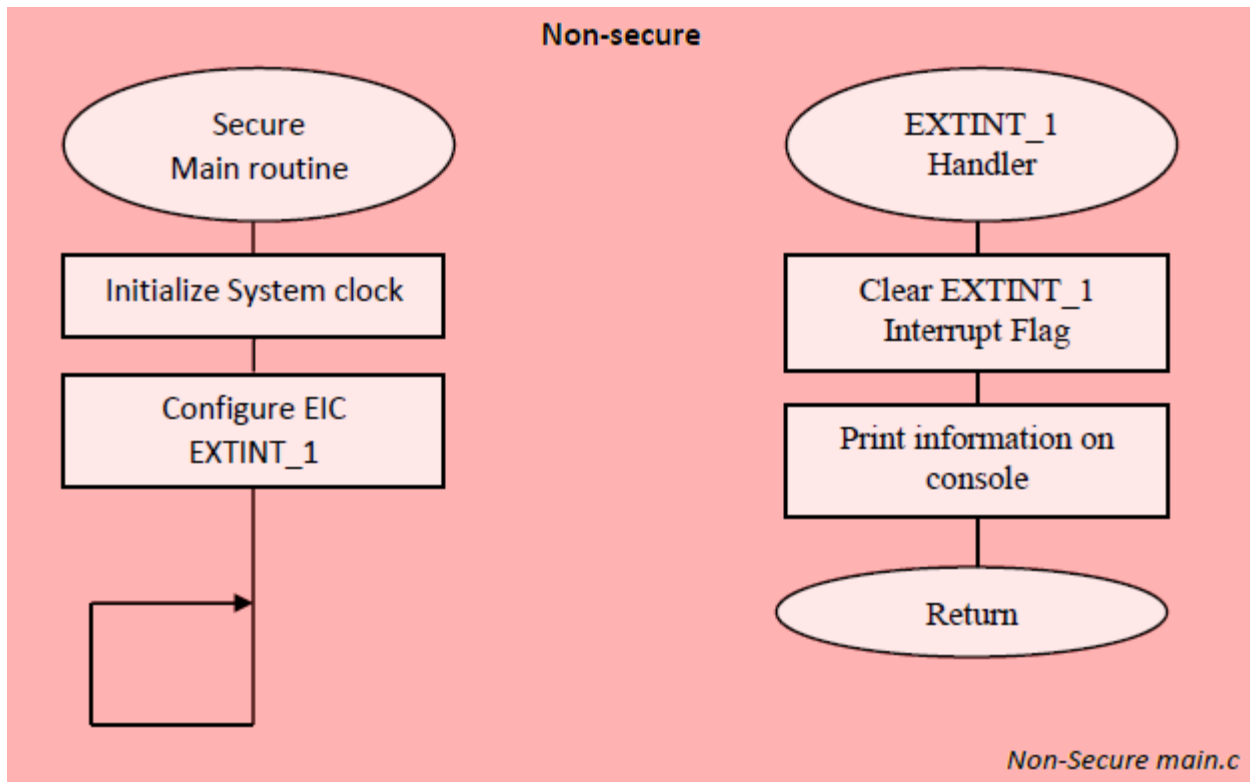 Non-secure
Secure
Main routine
Initialize System clock
Configure EIC
EXTINT_1
EXTINT_1
Handler
Clear EXTINT_1
Interrupt Flag
Print information on
console
Return
Non-Secure main.c